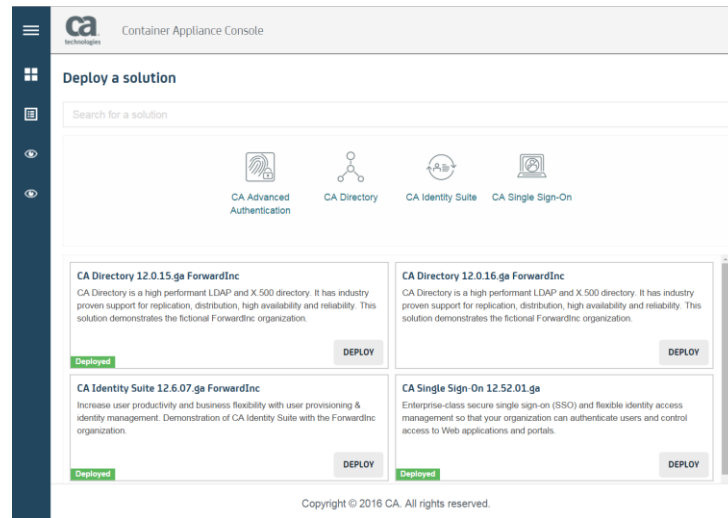 ca
technologies
Container Appliance Console
Deploy a solution
Search for a solution
CA Advanced
Authentication
CA Directory
CA Identity Suite
CA Single Sign-On
CA Directory 12.0.15.ga ForwardInc
CA Directory is a high performant LDAP and X.500 directory. It has industry
proven support for replication, distribution, high availability and reliability. This
solution demonstrates the fictional ForwardInc organization.
DEPLOY
Deployed
CA Directory 12.0.16.ga ForwardInc
CA Directory is a high performant LDAP and X.500 directory. It has industry
proven support for replication, distribution, high availability and reliability. This
solution demonstrates the fictional ForwardInc organization.
DEPLOY
CA Identity Suite 12.6.07.ga ForwardInc
Increase user productivity and business flexibility with user provisioning &
identity management. Demonstration of CA Identity Suite with the ForwardInc
organization.
DEPLOY
Deployed
CA Single Sign-On 12.52.01.ga
Enterprise-class secure single sign-on (SSO) and flexible identity access
management so that your organization can authenticate users and control
access to Web applications and portals.
DEPLOY
Deployed
Copyright © 2016 CA. All rights reserved.